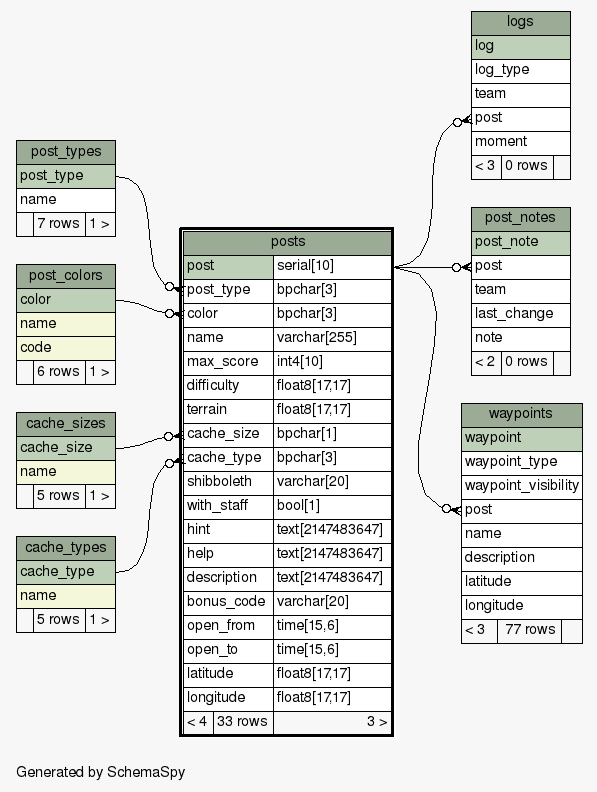 logs
log
log_type
team
post
moment
< 3 0 rows
post_types
post_type
name
7 rows 1 >
post_colors
color
name
code
6 rows 1 >
cache_sizes
cache_size
name
5 rows 1 >
cache_types
cache_type
name
5 rows 1 >
posts
post serial[10]
post_type bpchar[3]
color bpchar[3]
name varchar[255]
max_score int4[10]
difficulty float8[17,17]
terrain float8[17,17]
cache_size bpchar[1]
cache_type bpchar[3]
shibboleth varchar[20]
with_staff bool[1]
hint text[2147483647]
help text[2147483647]
description text[2147483647]
bonus_code varchar[20]
open_from time[15,6]
open_to time[15,6]
latitude float8[17,17]
longitude float8[17,17]
< 4 33 rows 3 >
post_notes
post_note
post
team
last_change
note
< 2 0 rows
waypoints
waypoint
waypoint_type
waypoint_visibility
post
name
description
latitude
longitude
< 3 77 rows
Generated by SchemaSpy